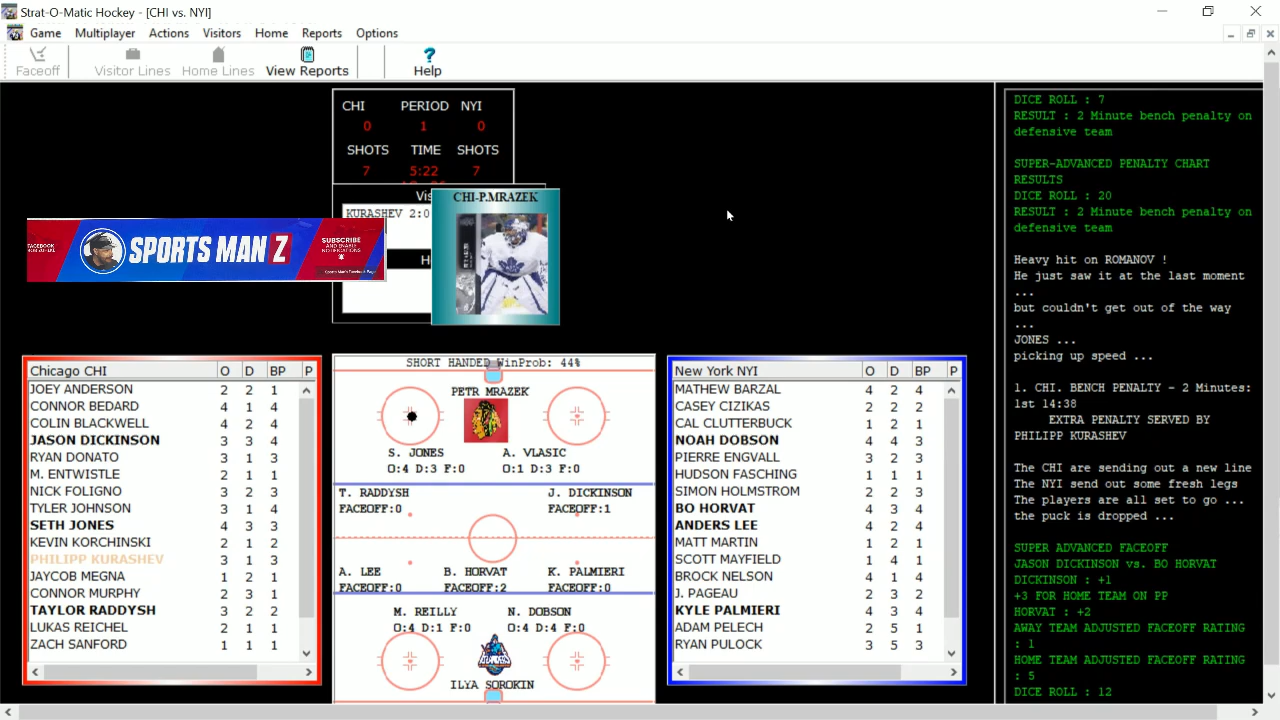 Strat-O-Matic Hockey - [CHI vs. NYI]
Game Multiplayer Actions Visitors Home Reports Options
Faceoff Visitor Lines Home Lines View Reports Help
CHI PERIOD NYI
0 1 0
SHOTS TIME SHOTS
7 5:22 7
Vis
KURASHEV 2:0
H
CHI-P.MRAZEK
FACEBOOK
SPORTS MAN Z
SUBSCRIBE
AND ENABLE
NOTIFICATIONS
Sports Man's Facebook Page
Chicago CHI O D BP P
JOEY ANDERSON 2 2 1
CONNOR BEDARD 4 1 4
COLIN BLACKWELL 4 2 4
JASON DICKINSON 3 3 4
RYAN DONATO 3 1 3
M. ENTWISTLE 2 1 1
NICK FOLIGNO 3 2 3
TYLER JOHNSON 3 1 4
SETH JONES 4 3 3
KEVIN KORCHINSKI 2 1 2
PHILIPP KURASHEV 3 1 3
JAYCOB MEGNA 1 2 1
CONNOR MURPHY 2 3 1
TAYLOR RADDYSH 3 2 2
LUKAS REICHEL 2 1 1
ZACH SANFORD 1 1 1
SHORT HANDED WinProb: 44%
PETR MRAZEK
S. JONES A. VLASIC
O:4 D:3 F:0 O:1 D:3 F:0
T. RADDYSH J. DICKINSON
FACEOFF:0 FACEOFF:1
A. LEE B. HORVAT K. PALMIERI
FACEOFF:0 FACEOFF:2 FACEOFF:0
M. REILLY N. DOBSON
O:4 D:1 F:0 O:4 D:4 F:0
ILYA SOROKIN
New York NYI O D BP P
MATHEW BARZAL 4 2 4
CASEY CIZIKAS 2 2 2
CAL CLUTTERBUCK 1 2 1
NOAH DOBSON 4 4 3
PIERRE ENGVALL 3 2 3
HUDSON FASCHING 1 1 1
SIMON HOLMSTROM 2 2 3
BO HORVAT 4 3 4
ANDERS LEE 4 2 4
MATT MARTIN 1 2 1
SCOTT MAYFIELD 1 4 1
BROCK NELSON 4 1 4
J. PAGEAU 2 3 2
KYLE PALMIERI 4 3 4
ADAM PELECH 2 5 1
RYAN PULOCK 3 5 3
DICE ROLL : 7
RESULT : 2 Minute bench penalty on
defensive team
SUPER-ADVANCED PENALTY CHART
RESULTS
DICE ROLL : 20
RESULT : 2 Minute bench penalty on
defensive team
Heavy hit on ROMANOV !
He just saw it at the last moment
...
but couldn't get out of the way
...
JONES ...
picking up speed ...
1. CHI. BENCH PENALTY - 2 Minutes:
1st 14:38
EXTRA PENALTY SERVED BY
PHILIPP KURASHEV
The CHI are sending out a new line
The NYI send out some fresh legs
The players are all set to go ...
the puck is dropped ...
SUPER ADVANCED FACEOFF
JASON DICKINSON vs. BO HORVAT
DICKINSON : +1
+3 FOR HOME TEAM ON PP
HORVAT : +2
AWAY TEAM ADJUSTED FACEOFF RATING
: 1
HOME TEAM ADJUSTED FACEOFF RATING
: 5
DICE ROLL : 12